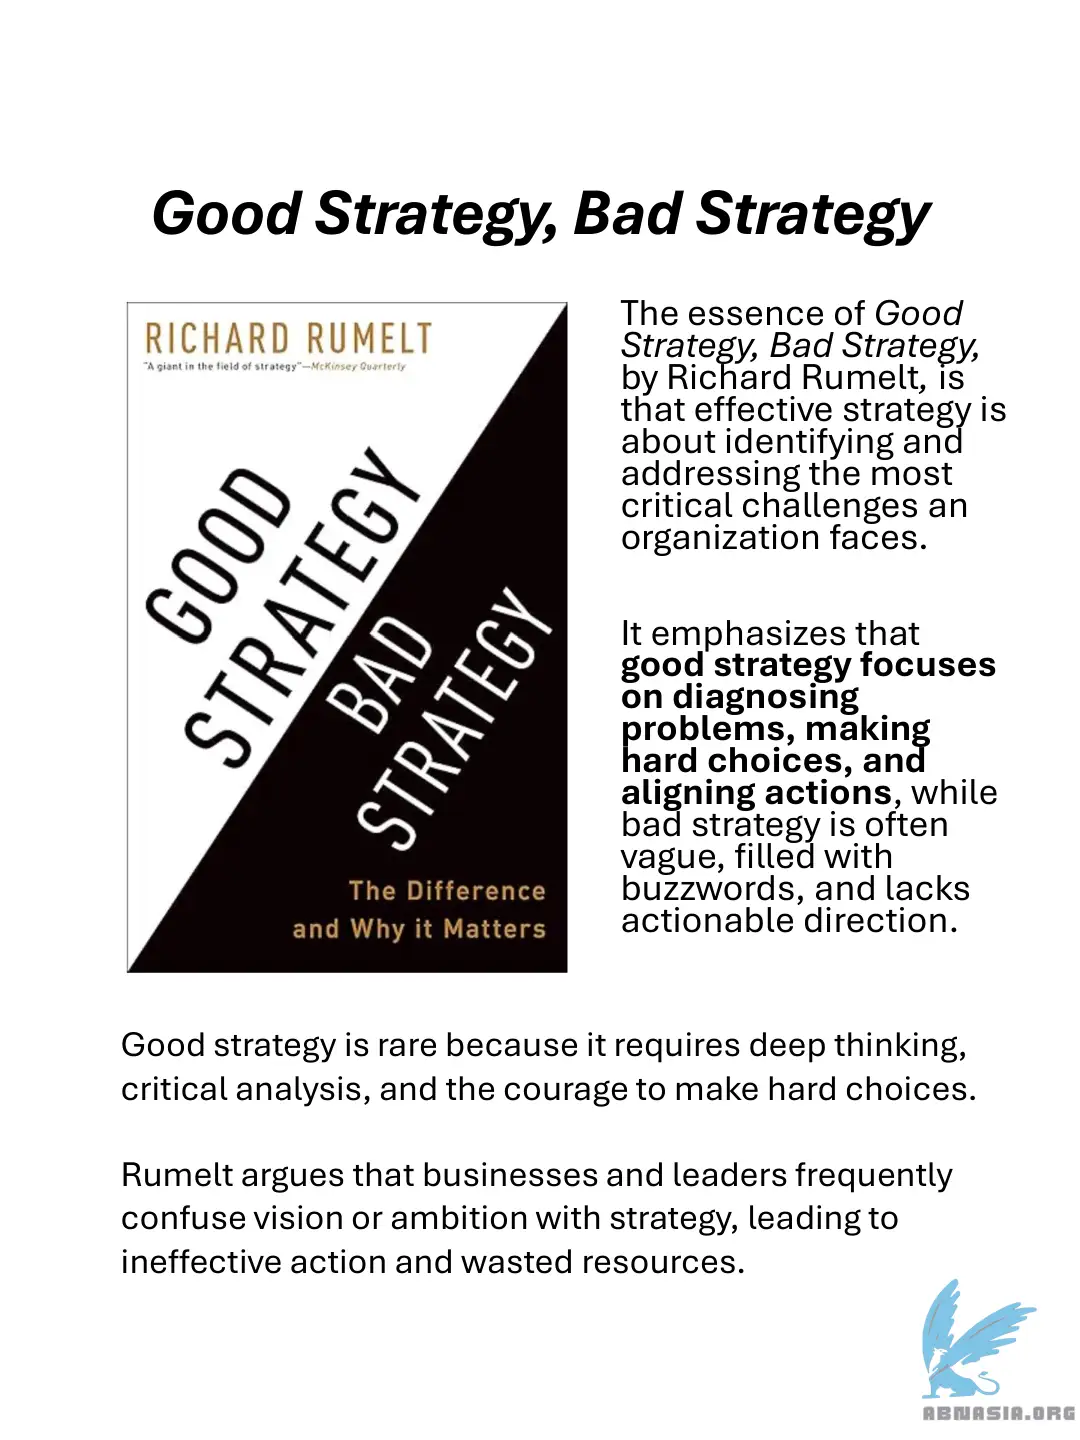 Good Strategy, Bad Strategy
RICHARD RUMELT
"A giant in the field of strategy"—McKinsey Quarterly
GOOD
STRATEGY
BAD
STRATEGY
The Difference
and Why it Matters
The essence of Good
Strategy, Bad Strategy,
by Richard Rumelt, is
that effective strategy is
about identifying and
addressing the most
critical challenges an
organization faces.
It emphasizes that
good strategy focuses
on diagnosing
problems, making
hard choices, and
aligning actions, while
bad strategy is often
vague, filled with
buzzwords, and lacks
actionable direction.
Good strategy is rare because it requires deep thinking,
critical analysis, and the courage to make hard choices.
Rumelt argues that businesses and leaders frequently
confuse vision or ambition with strategy, leading to
ineffective action and wasted resources.
ABNASIA.ORG